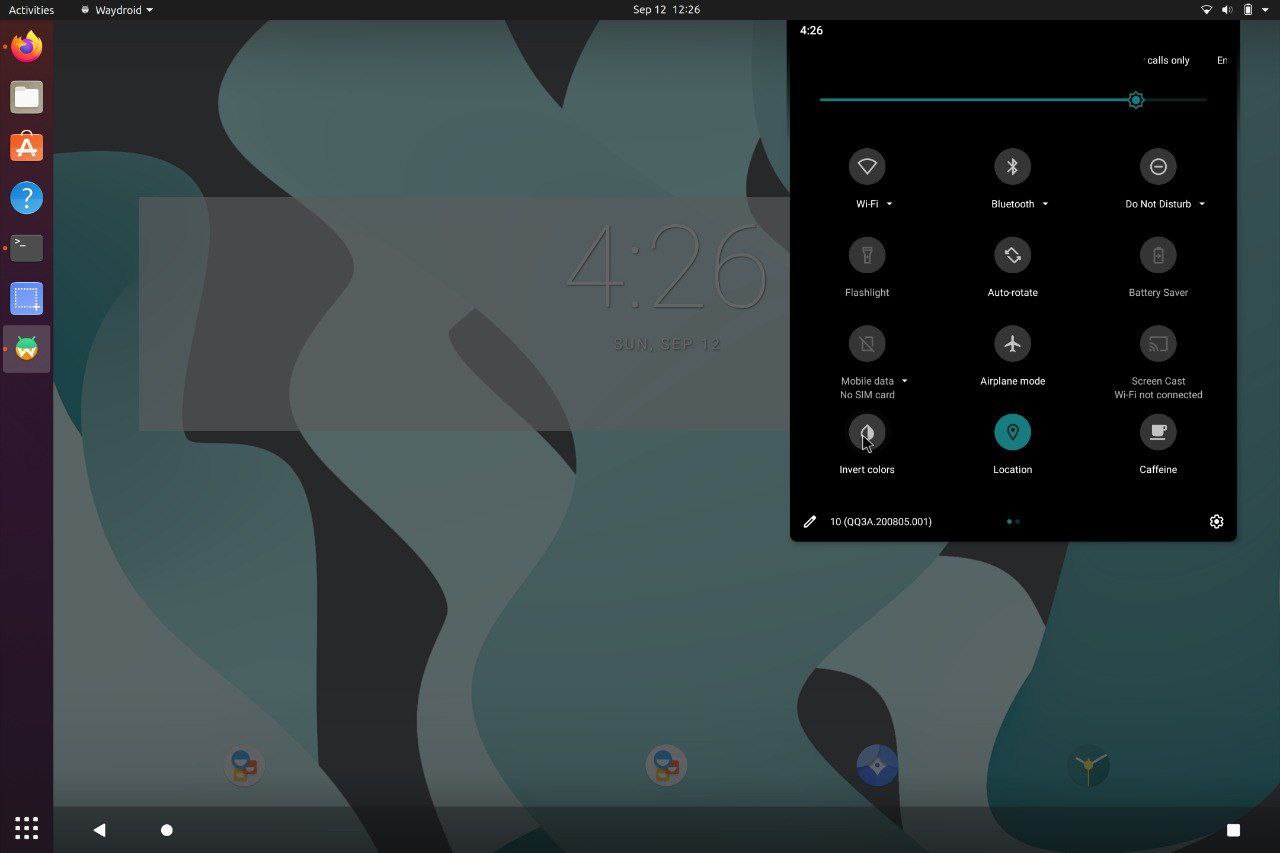 Activities Waydroid Sep 12 12:26
4:26
calls only En
4:26
SUN, SEP 12
Wi-Fi Bluetooth Do Not Disturb
Flashlight Auto-rotate Battery Saver
Mobile data Airplane mode Screen Cast
No SIM card Wi-Fi not connected
Invert colors Location Caffeine
10 (QQ3A.200805.001)